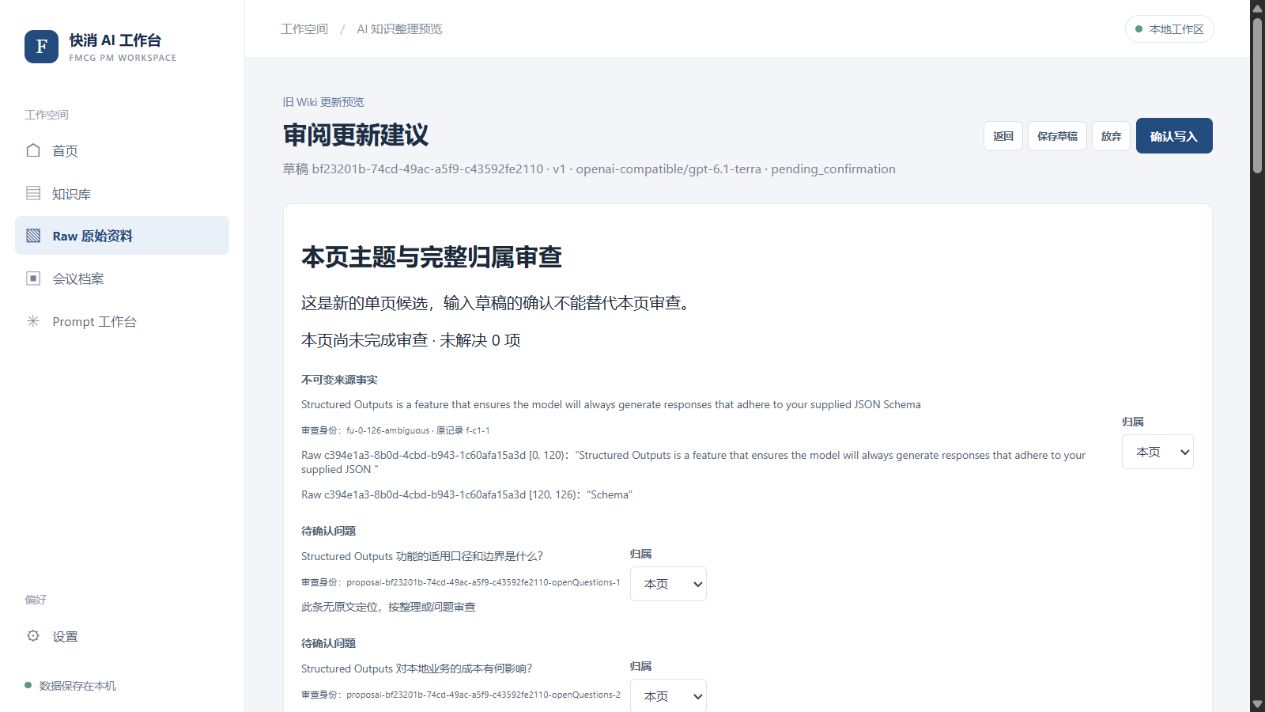 F
快消 AI 工作台
FMCG PM WORKSPACE
工作空间
首页
知识库
Raw 原始资料
会议档案
Prompt 工作台
偏好
设置
数据保存在本机
工作空间 / AI 知识整理预览
本地工作区
旧 Wiki 更新预览
审阅更新建议
返回
保存草稿
放弃
确认写入
草稿 bf23201b-74cd-49ac-a5f9-c43592fe2110 · v1 · openai-compatible/gpt-6.1-terra · pending_confirmation
本页主题与完整归属审查
这是新的单页候选，输入草稿的确认不能替代本页审查。
本页尚未完成审查 · 未解决 0 项
不可变来源事实
Structured Outputs is a feature that ensures the model will always generate responses that adhere to your supplied JSON Schema
审查身份：fu-0-126-ambiguous · 原记录 f-c1-1
Raw c394e1a3-8b0d-4cbd-b943-1c60afa15a3d [0, 120)：“Structured Outputs is a feature that ensures the model will always generate responses that adhere to your
supplied JSON ”
Raw c394e1a3-8b0d-4cbd-b943-1c60afa15a3d [120, 126)：“Schema”
归属
本页
待确认问题
Structured Outputs 功能的适用口径和边界是什么？
审查身份：proposal-bf23201b-74cd-49ac-a5f9-c43592fe2110-openQuestions-1
此条无原文定位，按整理或问题审查
归属
本页
待确认问题
Structured Outputs 对本地业务的成本有何影响？
审查身份：proposal-bf23201b-74cd-49ac-a5f9-c43592fe2110-openQuestions-2
归属
本页